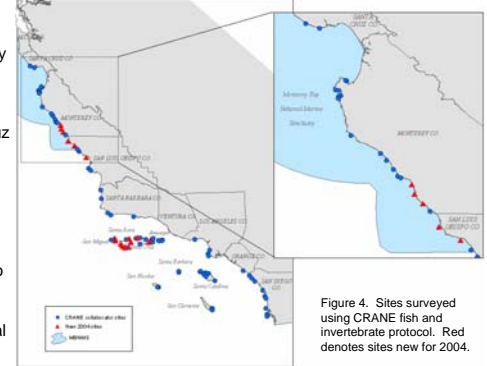 y
SANTA CRUZ CO
SANTA
CRUZ CO
MONTEREY CO
uz
SAN LUIS OBISPO CO
SANTA BARBARA CO
VENTURA CO
LOS ANGELES CO
ORANGE CO
SAN DIEGO
CO
San Miguel
Santa Rosa
Anacapa
Santa Barbara
San Nicolas
Santa Catalina
San Clemente
Monterey Bay
National Marine
Sanctuary
MONTEREY CO
SAN LUIS
OBISPO CO
o
al
CRANE collaborator sites
New 2004 sites
MBNMS
Figure 4. Sites surveyed
using CRANE fish and
invertebrate protocol. Red
denotes sites new for 2004.